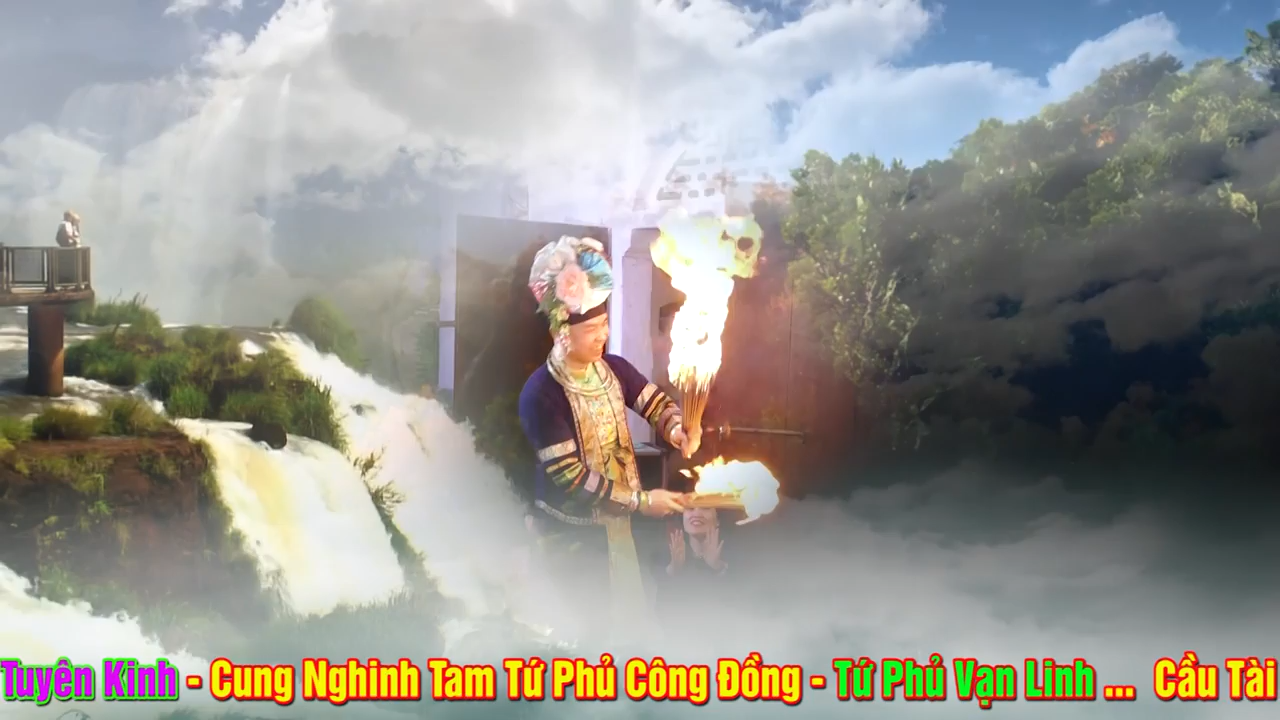 Tuyên Kinh - Cung Nghinh Tam Tứ Phủ Công Đồng - Tứ Phủ Vạn Linh ... Cầu Tài